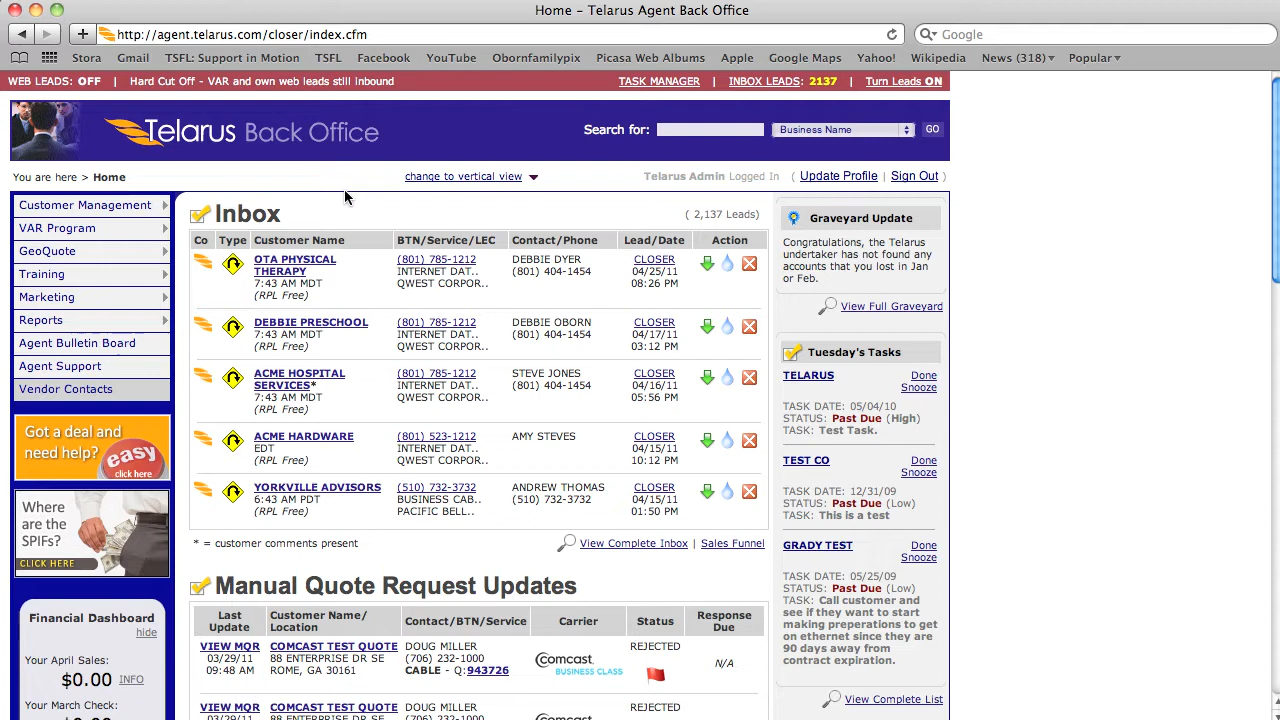 Home – Telarus Agent Back Office
http://agent.telarus.com/closer/index.cfm
Google
Stora Gmail TSFL: Support in Motion TSFL Facebook YouTube Obornfamilypix Picasa Web Albums Apple Google Maps Yahoo! Wikipedia News (318) Popular
WEB LEADS: OFF | Hard Cut Off - VAR and own web leads still inbound TASK MANAGER | INBOX LEADS: 2137 | Turn Leads ON
Telarus Back Office
Search for: Business Name GO
You are here > Home
change to vertical view
Telarus Admin Logged In ( Update Profile | Sign Out )
Customer Management
VAR Program
GeoQuote
Training
Marketing
Reports
Agent Bulletin Board
Agent Support
Vendor Contacts
Got a deal and
need help?
easy
click here
Where
are the
SPIFs?
CLICK HERE
Financial Dashboard
hide
Your April Sales:
$0.00 INFO
Your March Check:
Inbox
( 2,137 Leads)
Co Type Customer Name BTN/Service/LEC Contact/Phone Lead/Date Action
OTA PHYSICAL (801) 785-1212 DEBBIE DYER CLOSER
THERAPY INTERNET DAT.. (801) 404-1454 04/25/11
7:43 AM MDT QWEST CORPOR.. 08:26 PM
(RPL Free)
DEBBIE PRESCHOOL (801) 785-1212 DEBBIE OBORN CLOSER
7:43 AM MDT INTERNET DAT.. (801) 404-1454 04/17/11
(RPL Free) QWEST CORPOR.. 03:12 PM
ACME HOSPITAL (801) 785-1212 STEVE JONES CLOSER
SERVICES* INTERNET DAT.. (801) 404-1454 04/16/11
7:43 AM MDT QWEST CORPOR.. 05:56 PM
(RPL Free)
ACME HARDWARE (801) 523-1212 AMY STEVES CLOSER
EDT INTERNET DAT.. 04/15/11
(RPL Free) QWEST CORPOR.. 10:12 PM
YORKVILLE ADVISORS (510) 732-3732 ANDREW THOMAS CLOSER
6:43 AM PDT BUSINESS CAB.. (510) 732-3732 04/15/11
(RPL Free) PACIFIC BELL.. 01:50 PM
* = customer comments present
View Complete Inbox | Sales Funnel
Manual Quote Request Updates
Last Update Customer Name/ Location Contact/BTN/Service Carrier Status Response Due
VIEW MQR COMCAST TEST QUOTE DOUG MILLER REJECTED
03/29/11 88 ENTERPRISE DR SE (706) 232-1000 Comcast. N/A
09:48 AM ROME, GA 30161 CABLE - Q:943726 BUSINESS CLASS
VIEW MQR COMCAST TEST QUOTE DOUG MILLER REJECTED
Graveyard Update
Congratulations, the Telarus
undertaker has not found any
accounts that you lost in Jan
or Feb.
View Full Graveyard
Tuesday's Tasks
TELARUS Done
Snooze
TASK DATE: 05/04/10
STATUS: Past Due (High)
TASK: Test Task.
TEST CO Done
Snooze
TASK DATE: 12/31/09
STATUS: Past Due (Low)
TASK: This is a test
GRADY TEST Done
Snooze
TASK DATE: 05/25/09
STATUS: Past Due (Low)
TASK: Call customer and
see if they want to start
making preperations to get
on ethernet since they are
90 days away from
contract expiration.
View Complete List